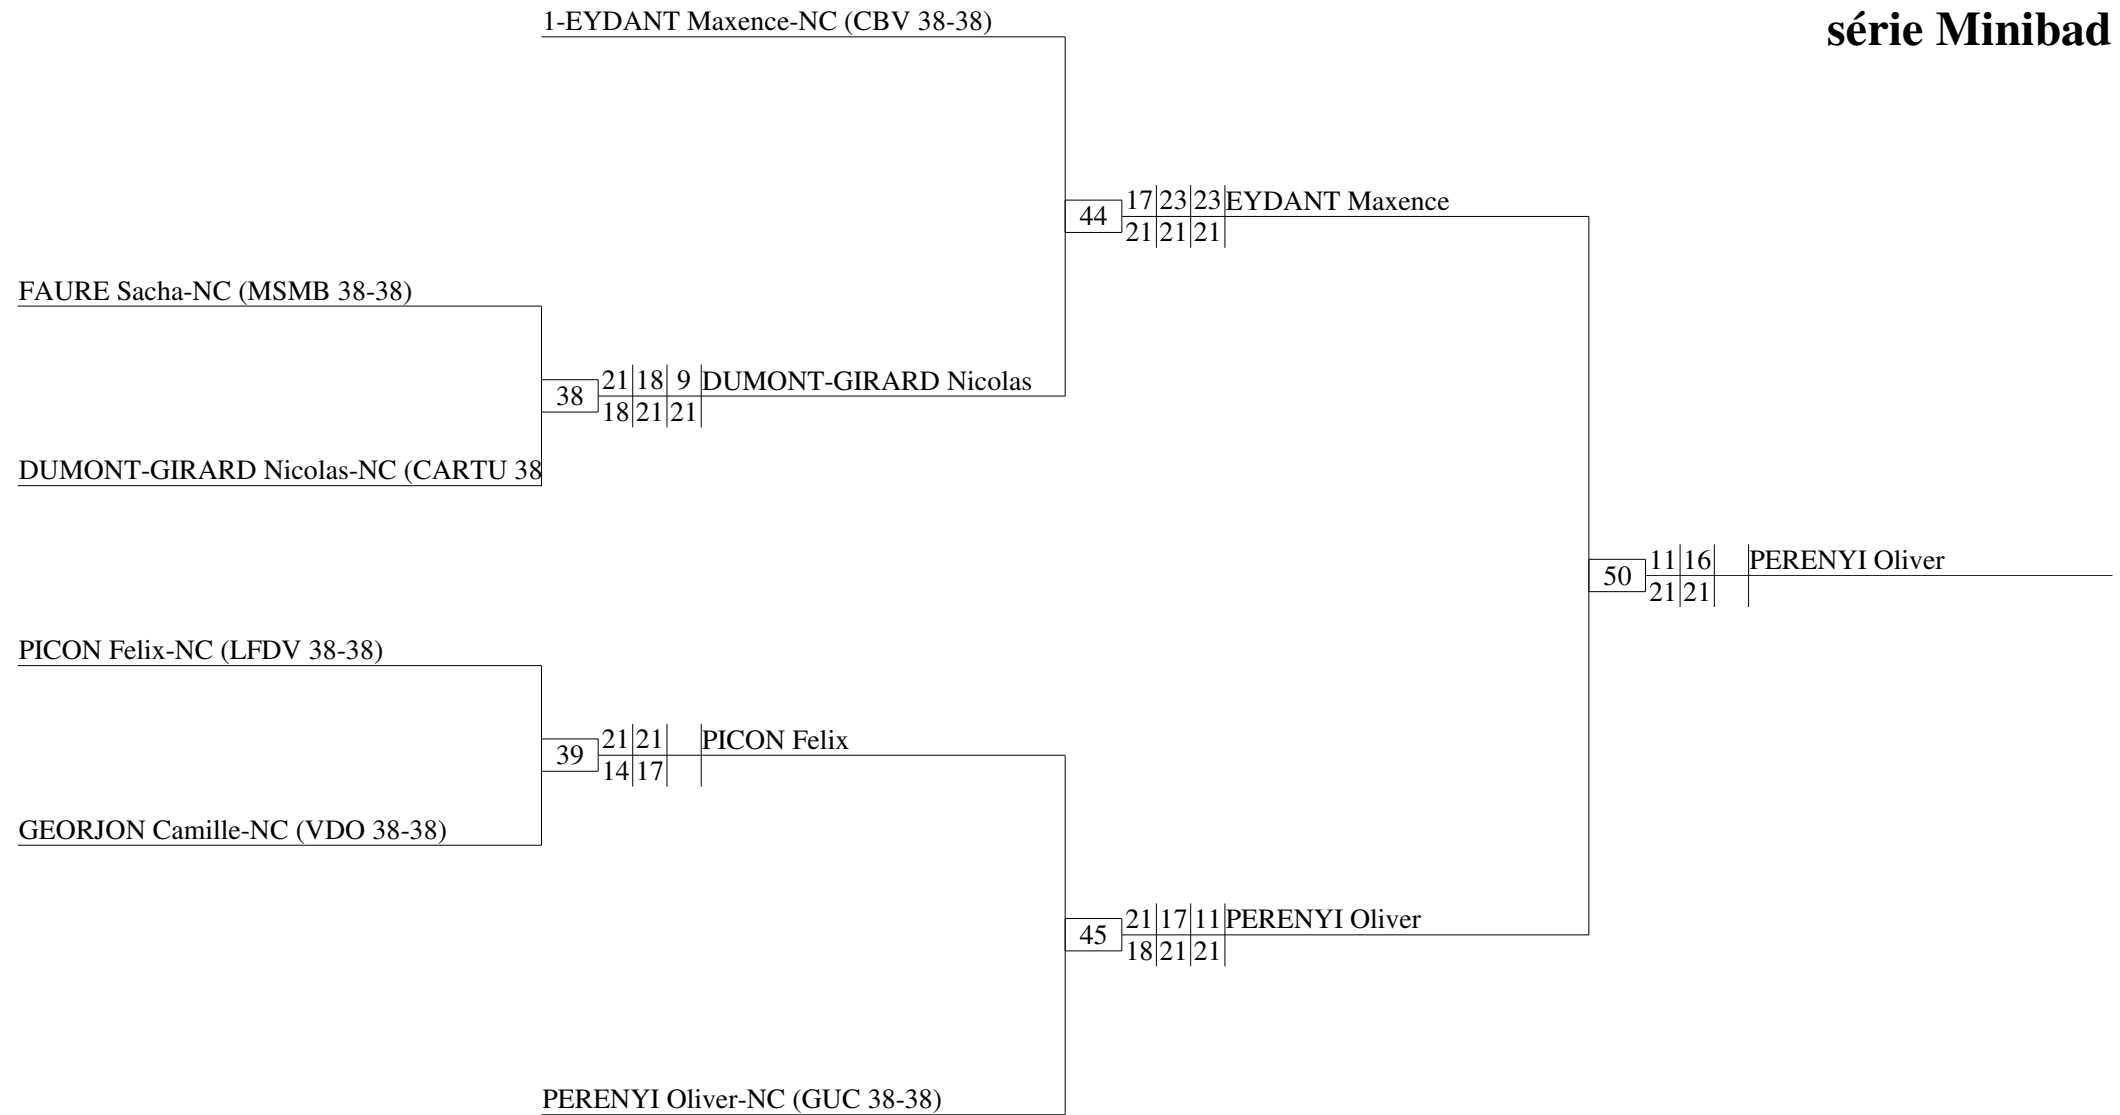 1-EYDANT Maxence-NC (CBV 38-38)
série Minibad
17 23 23 EYDANT Maxence
44
21 21 21
FAURE Sacha-NC (MSMB 38-38)
21 18 9 DUMONT-GIRARD Nicolas
38
18 21 21
DUMONT-GIRARD Nicolas-NC (CARTU 38
11 16 PERENYI Oliver
50
21 21
PICON Felix-NC (LFDV 38-38)
21 21 PICON Felix
39
14 17
GEORJON Camille-NC (VDO 38-38)
21 17 11 PERENYI Oliver
45
18 21 21
PERENYI Oliver-NC (GUC 38-38)